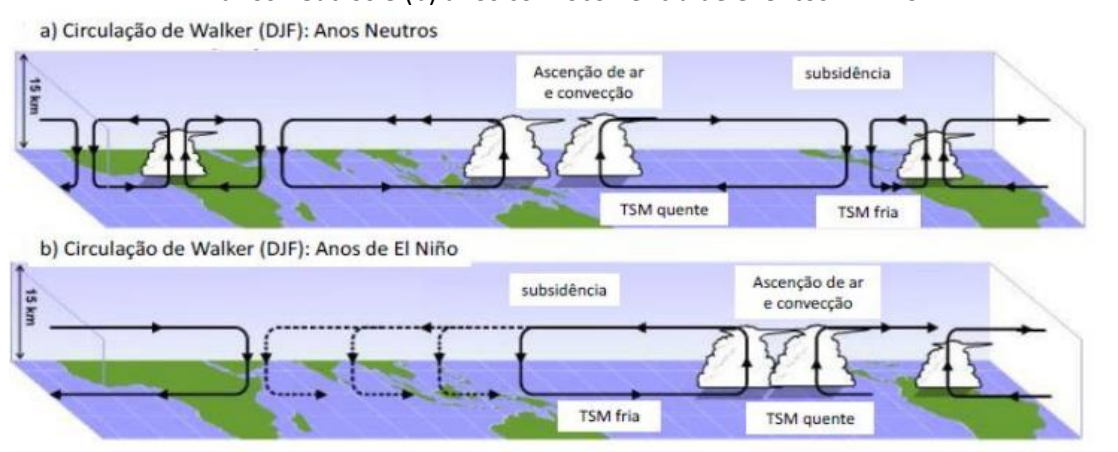 a) Circulação de Walker (DJF): Anos Neutros
15 km
Ascenção de ar
e convecção
subsidência
TSM quente
TSM fria
b) Circulação de Walker (DJF): Anos de El Niño
15 km
subsidência
Ascenção de ar
e convecção
TSM fria
TSM quente